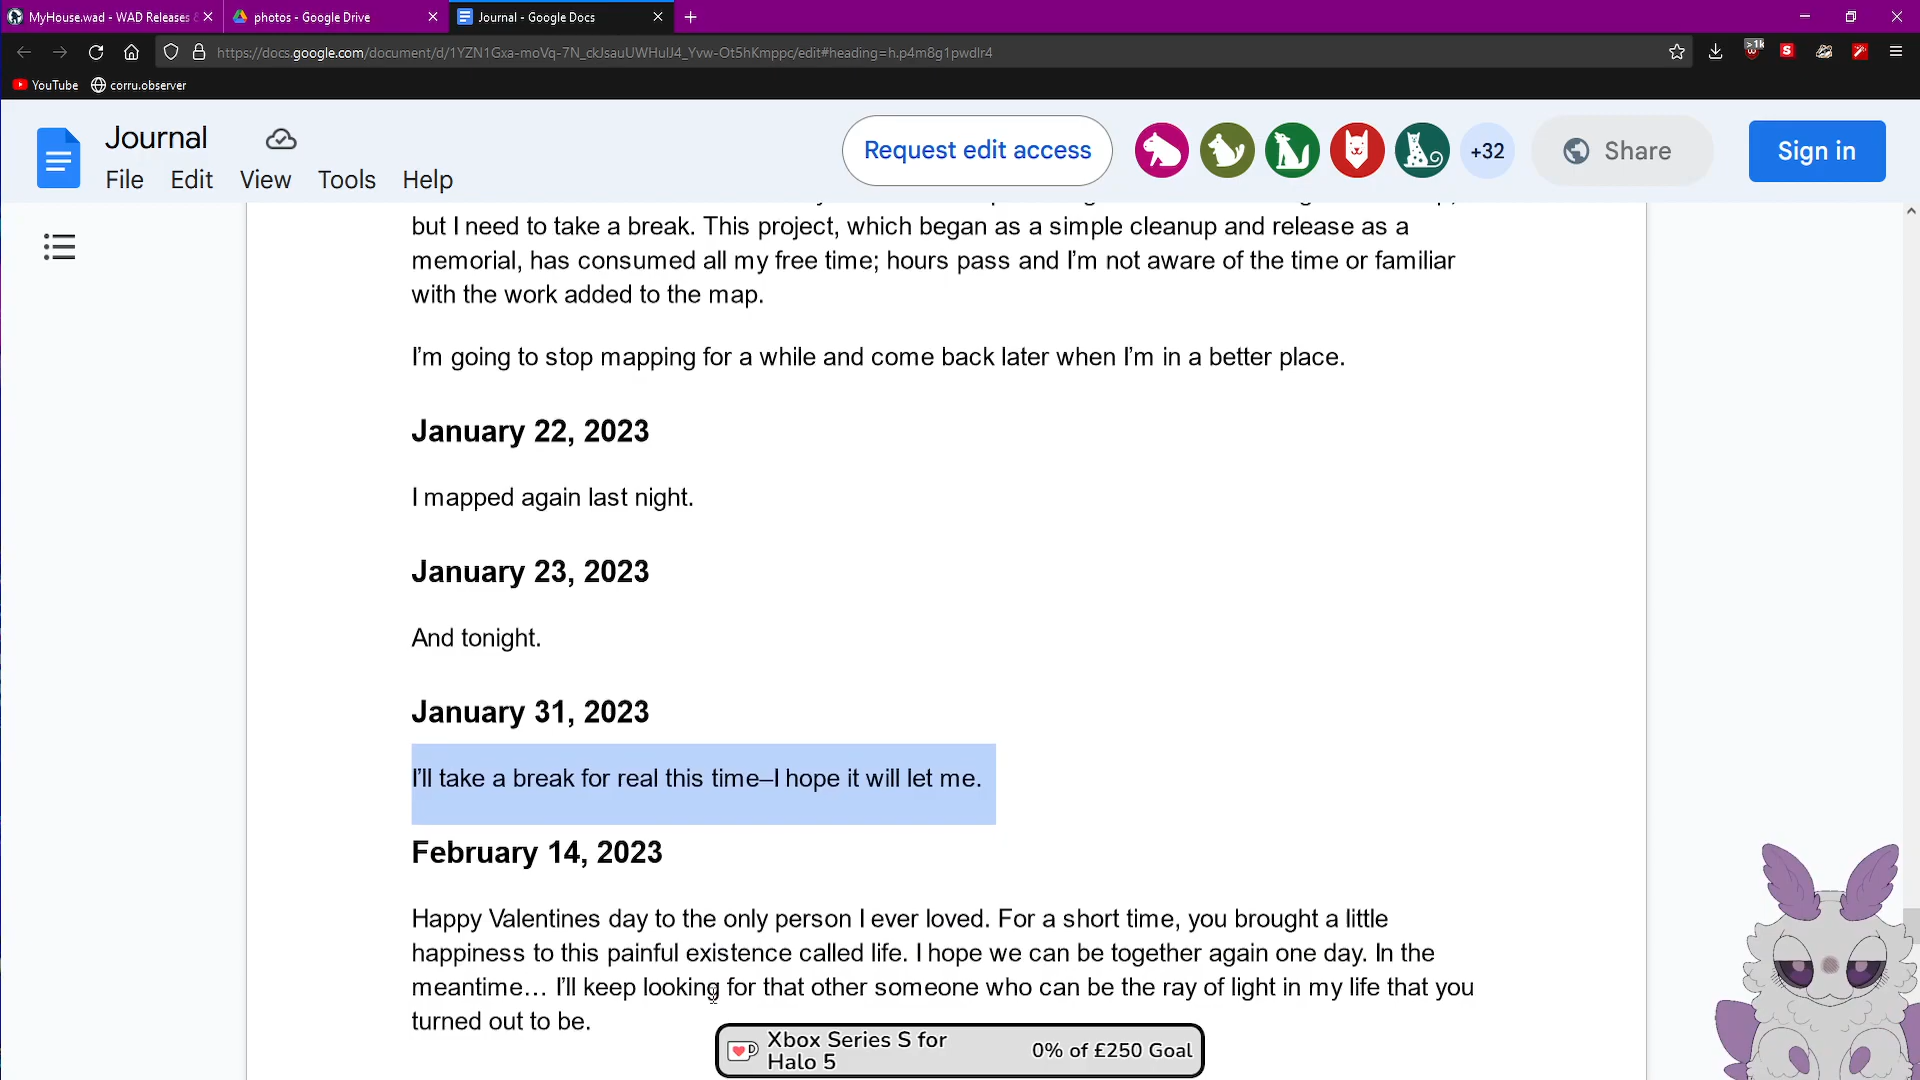 MyHouse.wad - WAD Releases &
photos - Google Drive
Journal - Google Docs
https://docs.google.com/document/d/1YZN1Gxa-moVq-7N_ckJsauUWHulJ4_Yvw-Ot5hKmppc/edit#heading=h.p4m8g1pwdlr4
>1k
S
YouTube
corru.observer
Journal
File Edit View Tools Help
Request edit access
+32
Share
Sign in
but I need to take a break. This project, which began as a simple cleanup and release as a
memorial, has consumed all my free time; hours pass and I'm not aware of the time or familiar
with the work added to the map.
I'm going to stop mapping for a while and come back later when I'm in a better place.
January 22, 2023
I mapped again last night.
January 23, 2023
And tonight.
January 31, 2023
I'll take a break for real this time–I hope it will let me.
February 14, 2023
Happy Valentines day to the only person I ever loved. For a short time, you brought a little
happiness to this painful existence called life. I hope we can be together again one day. In the
meantime… I'll keep looking for that other someone who can be the ray of light in my life that you
turned out to be.
Xbox Series S for
Halo 5
0% of £250 Goal